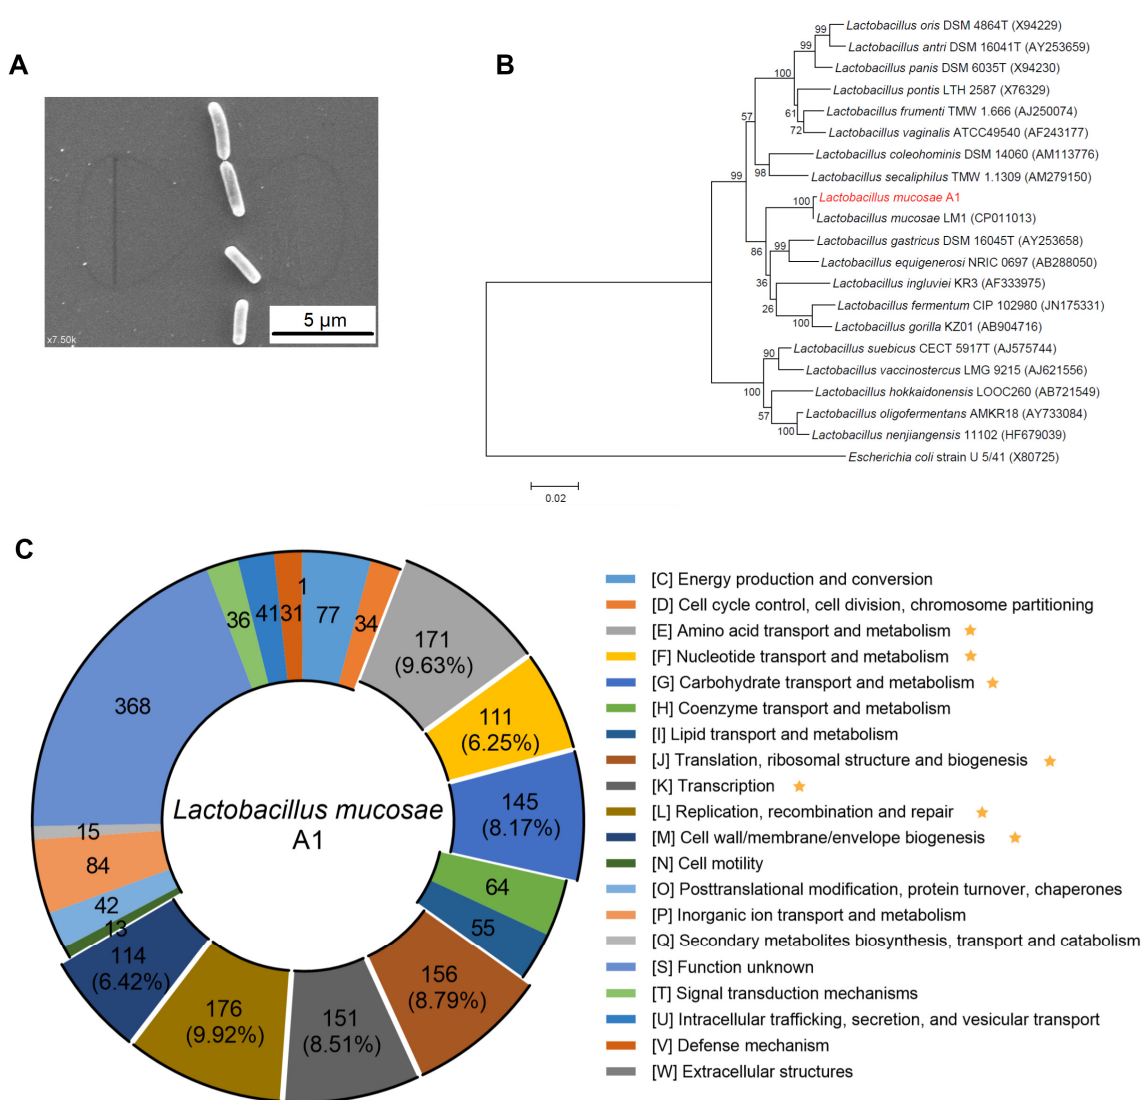 A
x7.50k
5 μm
B
Lactobacillus oris DSM 4864T (X94229)
Lactobacillus antri DSM 16041T (AY253659)
Lactobacillus panis DSM 6035T (X94230)
Lactobacillus pontis LTH 2587 (X76329)
Lactobacillus frumenti TMW 1.666 (AJ250074)
Lactobacillus vaginalis ATCC49540 (AF243177)
Lactobacillus coleohominis DSM 14060 (AM113776)
Lactobacillus secaliphilus TMW 1.1309 (AM279150)
Lactobacillus mucosae A1
Lactobacillus mucosae LM1 (CP011013)
Lactobacillus gastricus DSM 16045T (AY253658)
Lactobacillus equigenerosi NRIC 0697 (AB288050)
Lactobacillus ingluviei KR3 (AF333975)
Lactobacillus fermentum CIP 102980 (JN175331)
Lactobacillus gorilla KZ01 (AB904716)
Lactobacillus suebicus CECT 5917T (AJ575744)
Lactobacillus vaccinostercus LMG 9215 (AJ621556)
Lactobacillus hokkaidonensis LOOC260 (AB721549)
Lactobacillus oligofermentans AMKR18 (AY733084)
Lactobacillus nenjiangensis 11102 (HF679039)
Escherichia coli strain U 5/41 (X80725)
99
99
100
61
72
57
98
99
100
99
86
36
26
100
90
100
57
100
0.02
C
1
77
34
171
(9.63%)
111
(6.25%)
145
(8.17%)
64
55
156
(8.79%)
151
(8.51%)
176
(9.92%)
114
(6.42%)
13
42
84
15
368
36
41
31
Lactobacillus mucosae
A1
[C] Energy production and conversion
[D] Cell cycle control, cell division, chromosome partitioning
[E] Amino acid transport and metabolism
[F] Nucleotide transport and metabolism
[G] Carbohydrate transport and metabolism
[H] Coenzyme transport and metabolism
[I] Lipid transport and metabolism
[J] Translation, ribosomal structure and biogenesis
[K] Transcription
[L] Replication, recombination and repair
[M] Cell wall/membrane/envelope biogenesis
[N] Cell motility
[O] Posttranslational modification, protein turnover, chaperones
[P] Inorganic ion transport and metabolism
[Q] Secondary metabolites biosynthesis, transport and catabolism
[S] Function unknown
[T] Signal transduction mechanisms
[U] Intracellular trafficking, secretion, and vesicular transport
[V] Defense mechanism
[W] Extracellular structures